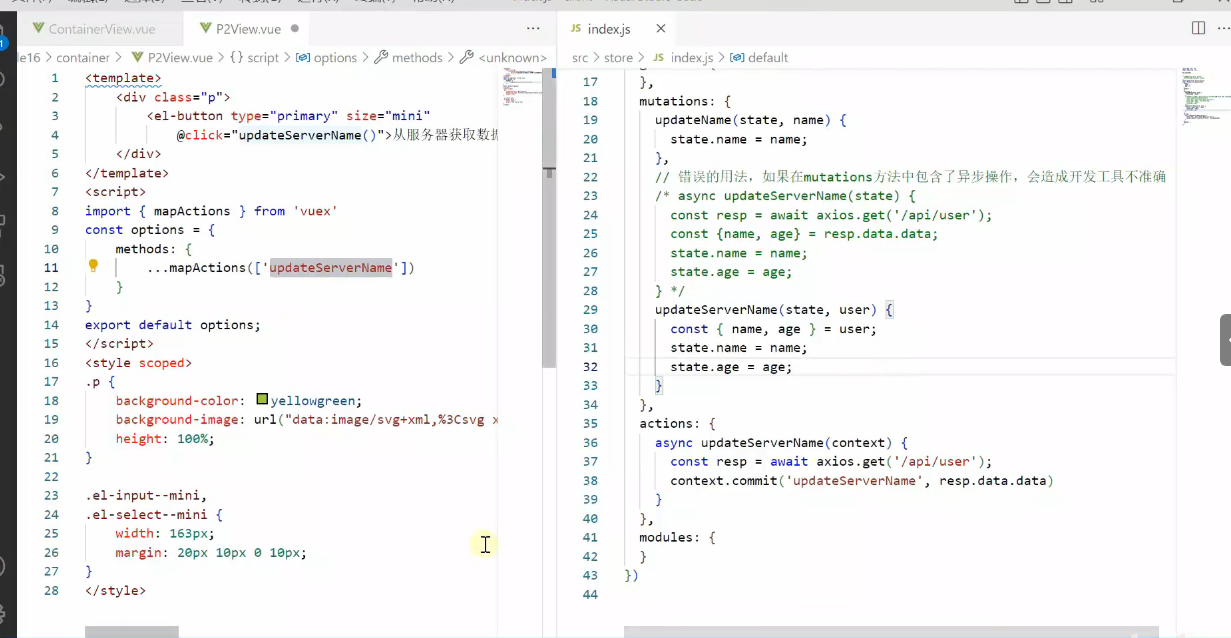 ContainerView.vue
P2View.vue
index.js
le16 > container > P2View.vue > {} script > options > methods > <unknown>
src > store > JS index.js > default
1 <template>
2 <div class="p">
3 <el-button type="primary" size="mini"
4 @click="updateServerName()">从服务器获取数据
5 </div>
6 </template>
7 <script>
8 import { mapActions } from 'vuex'
9 const options = {
10 methods: {
11 ...mapActions(['updateServerName'])
12 }
13 }
14 export default options;
15 </script>
16 <style scoped>
17 .p {
18 background-color: yellowgreen;
19 background-image: url("data:image/svg+xml,%3Csvg x
20 height: 100%;
21 }
22
23 .el-input--mini,
24 .el-select--mini {
25 width: 163px;
26 margin: 20px 10px 0 10px;
27 }
28 </style>
17 },
18 mutations: {
19 updateName(state, name) {
20 state.name = name;
21 },
22 // 错误的用法，如果在mutations方法中包含了异步操作，会造成开发工具不准确
23 /* async updateServerName(state) {
24 const resp = await axios.get('/api/user');
25 const {name, age} = resp.data.data;
26 state.name = name;
27 state.age = age;
28 } */
29 updateServerName(state, user) {
30 const { name, age } = user;
31 state.name = name;
32 state.age = age;
33 }
34 },
35 actions: {
36 async updateServerName(context) {
37 const resp = await axios.get('/api/user');
38 context.commit('updateServerName', resp.data.data)
39 }
40 },
41 modules: {
42 }
43 })
44